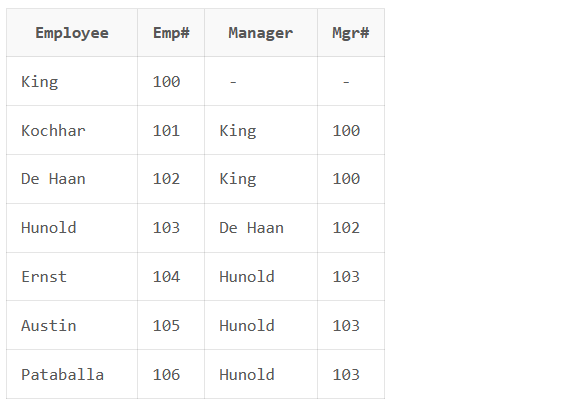 Employee Emp# Manager Mgr#
King 100 - -
Kochhar 101 King 100
De Haan 102 King 100
Hunold 103 De Haan 102
Ernst 104 Hunold 103
Austin 105 Hunold 103
Pataballa 106 Hunold 103